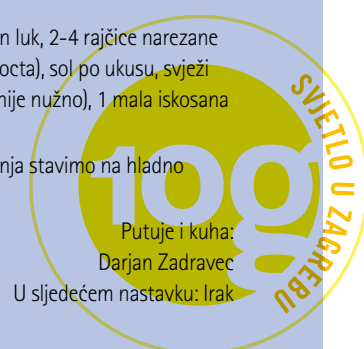 n luk, 2-4 rajčice narezane
octa), sol po ukusu, svježi
nije nužno), 1 mala iskosana
nja stavimo na hladno
10g
SVJETLO U ZAGREBU
Putuje i kuha:
Darjan Zadravec
U sljedećem nastavku: Irak